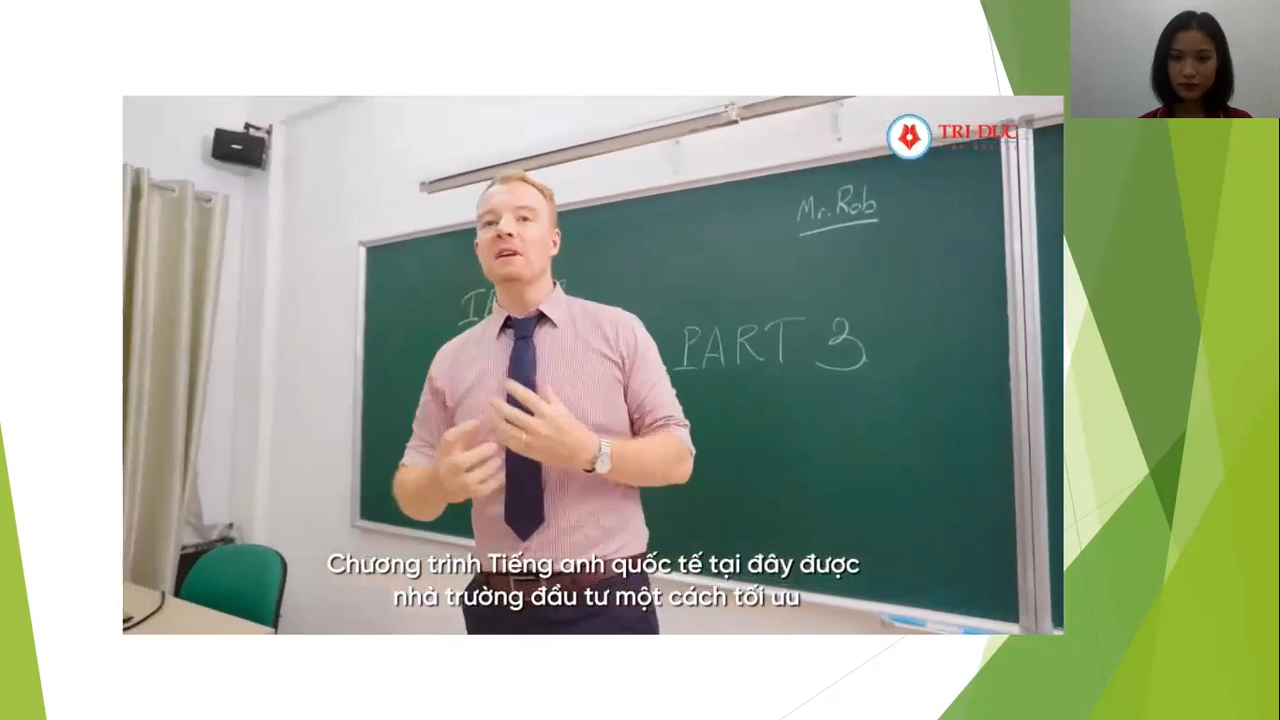 TRI DUC
Mr. Rob
PART 3
Chương trình Tiếng anh quốc tế tại đây được
nhà trường đầu tư một cách tối ưu